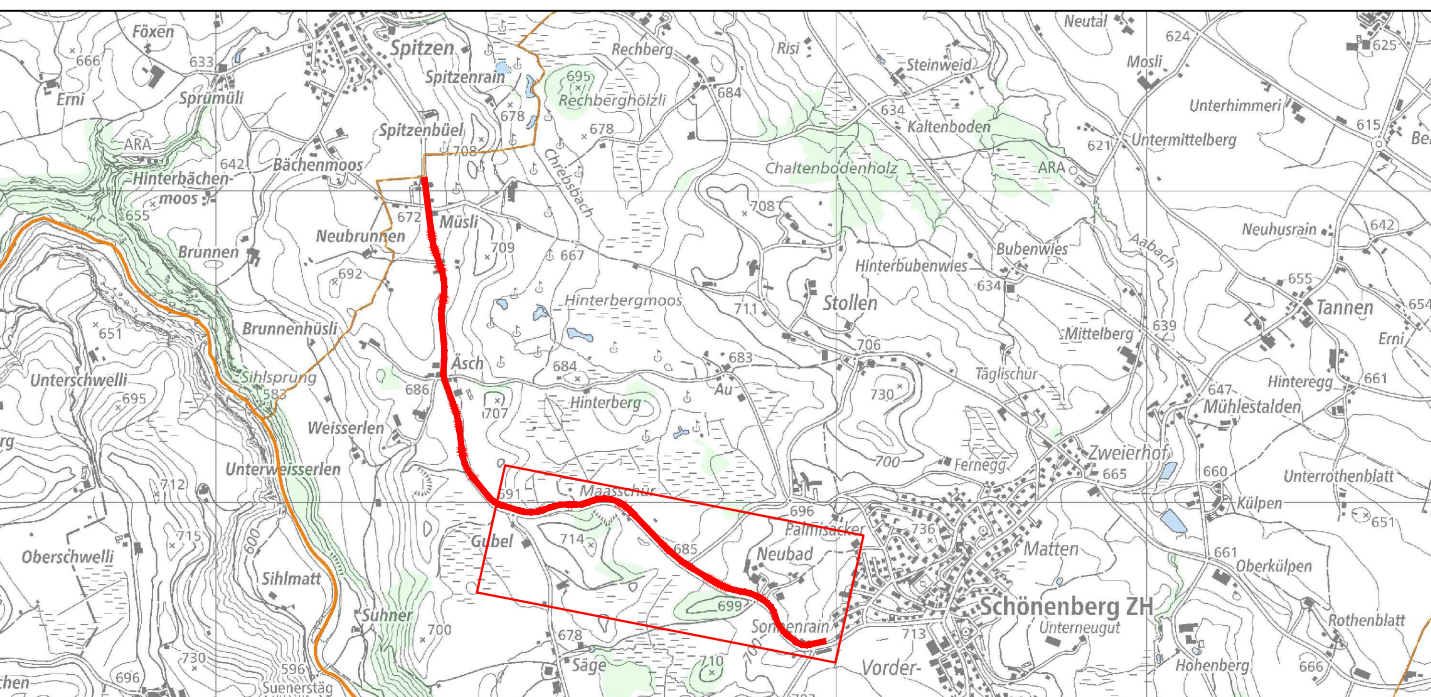 Föxen
Spitzen
Rechberg
Risi
Neutal
624
625
666
633
Erni
Sprümüli
Spitzenrain
695
Rechberghölzli
684
Steinweid
Mosli
634
Kaltenboden
Unterhimmeri
678
678
Spitzenbüel
708
ARA
Bächenmoos
642
Hinterbächen-
moos
655
Chriebsbach
Chaltenbodenholz
ARA
621
Untermittelberg
615
Be
672
Müsli
708
Neubrunnen
Brunnen
709
667
692
Hinterbubenwies
Bubenwies
634
Aabach
Neuhusrain
642
655
Tannen
654
Erni
Hinterbergmoos
Stollen
711
706
Mittelberg
639
Brunnenhüsli
651
Äsch
684
683
Au
Täglischür
Unterschwelli
695
Sihlsprung
583
686
707
Hinterberg
730
647
Mühlestalden
Hinteregg
661
rg
Weisserlen
Unterweisserlen
700
Fernegg
Zweierhof
665
660
Külpen
Unterrothenblatt
651
712
691
Maasschür
696
Palmisacker
736
Matten
715
600
Gubel
714
685
Neubad
Oberschwelli
Sihlmatt
661
Oberkülpen
699
Schönenberg ZH
Unterneugut
Suhner
700
Sonnenrain
713
Rothenblatt
666
730
596
678
Säge
710
Vorder-
Hohenberg
chen
696
Suenerstäg